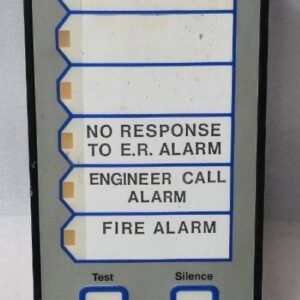 NO RESPONSE
TO E.R. ALARM
ENGINEER CALL
ALARM
FIRE ALARM
Test Silence